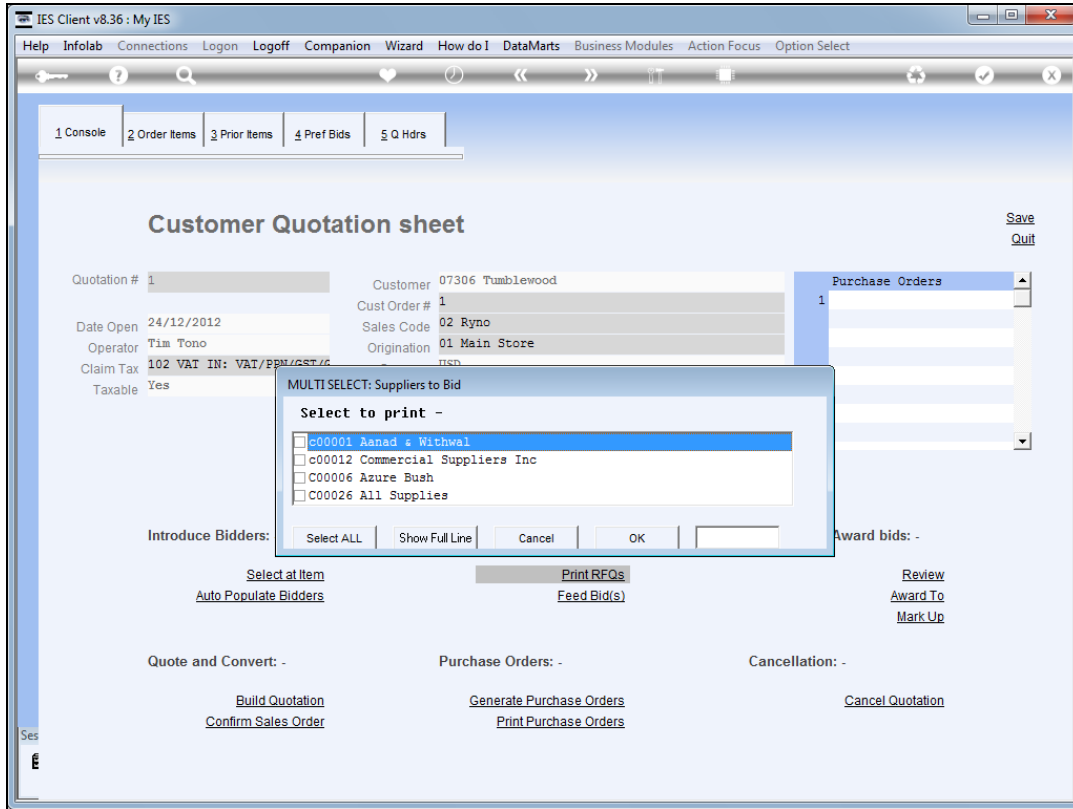 IES Client v8.36 : My IES
Help Infolab Connections Logon Logoff Companion Wizard How do I DataMarts Business Modules Action Focus Option Select
1 Console 2 Order Items 3 Prior Items 4 Pref Bids 5 Q Hdrs
Customer Quotation sheet
Save
Quit
Quotation # 1
Customer 07306 Tumblewood
Purchase Orders
Cust Order # 1
1
Date Open 24/12/2012
Sales Code 02 Ryno
Operator Tim Tono
Origination 01 Main Store
Claim Tax 102 VAT IN: VAT/PPN/GST/G
USD
Taxable Yes
MULTI SELECT: Suppliers to Bid
Select to print -
c00001 Aanad & Withwal
c00012 Commercial Suppliers Inc
C00006 Azure Bush
C00026 All Supplies
Select ALL Show Full Line Cancel OK
Introduce Bidders:
Award bids: -
Select at Item Print RFQs Review
Auto Populate Bidders Feed Bid(s) Award To
Mark Up
Quote and Convert: - Purchase Orders: - Cancellation: -
Build Quotation Generate Purchase Orders Cancel Quotation
Confirm Sales Order Print Purchase Orders
Ses